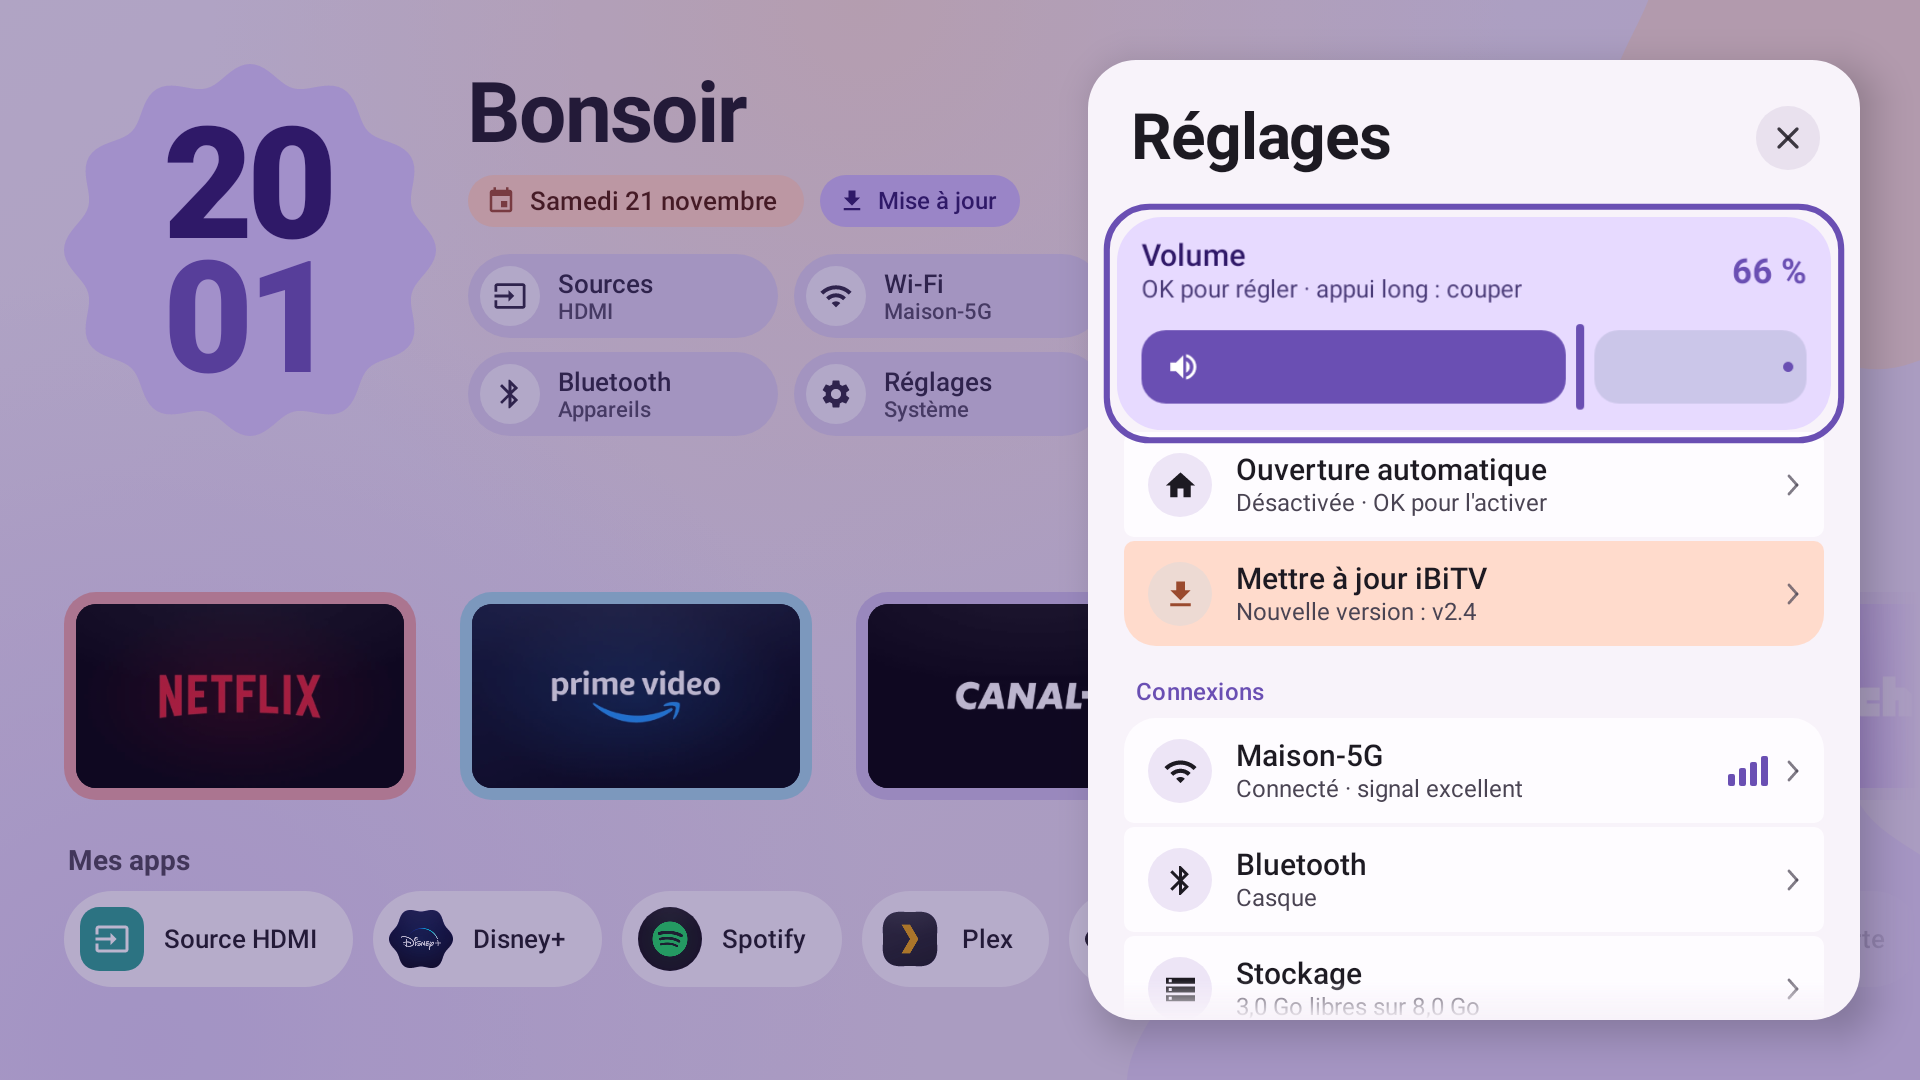 20
01
Bonsoir
Samedi 21 novembre
Mise à jour
Sources
HDMI
Wi-Fi
Maison-5G
Bluetooth
Appareils
Réglages
Système
NETFLIX
prime video
CANAL+
Mes apps
Source HDMI
Disney+
Disney+
Spotify
Plex
Réglages
Volume
OK pour régler · appui long : couper
66 %
Ouverture automatique
Désactivée · OK pour l'activer
Mettre à jour iBiTV
Nouvelle version : v2.4
Connexions
Maison-5G
Connecté · signal excellent
Bluetooth
Casque
Stockage
3,0 Go libres sur 8,0 Go
ch
te